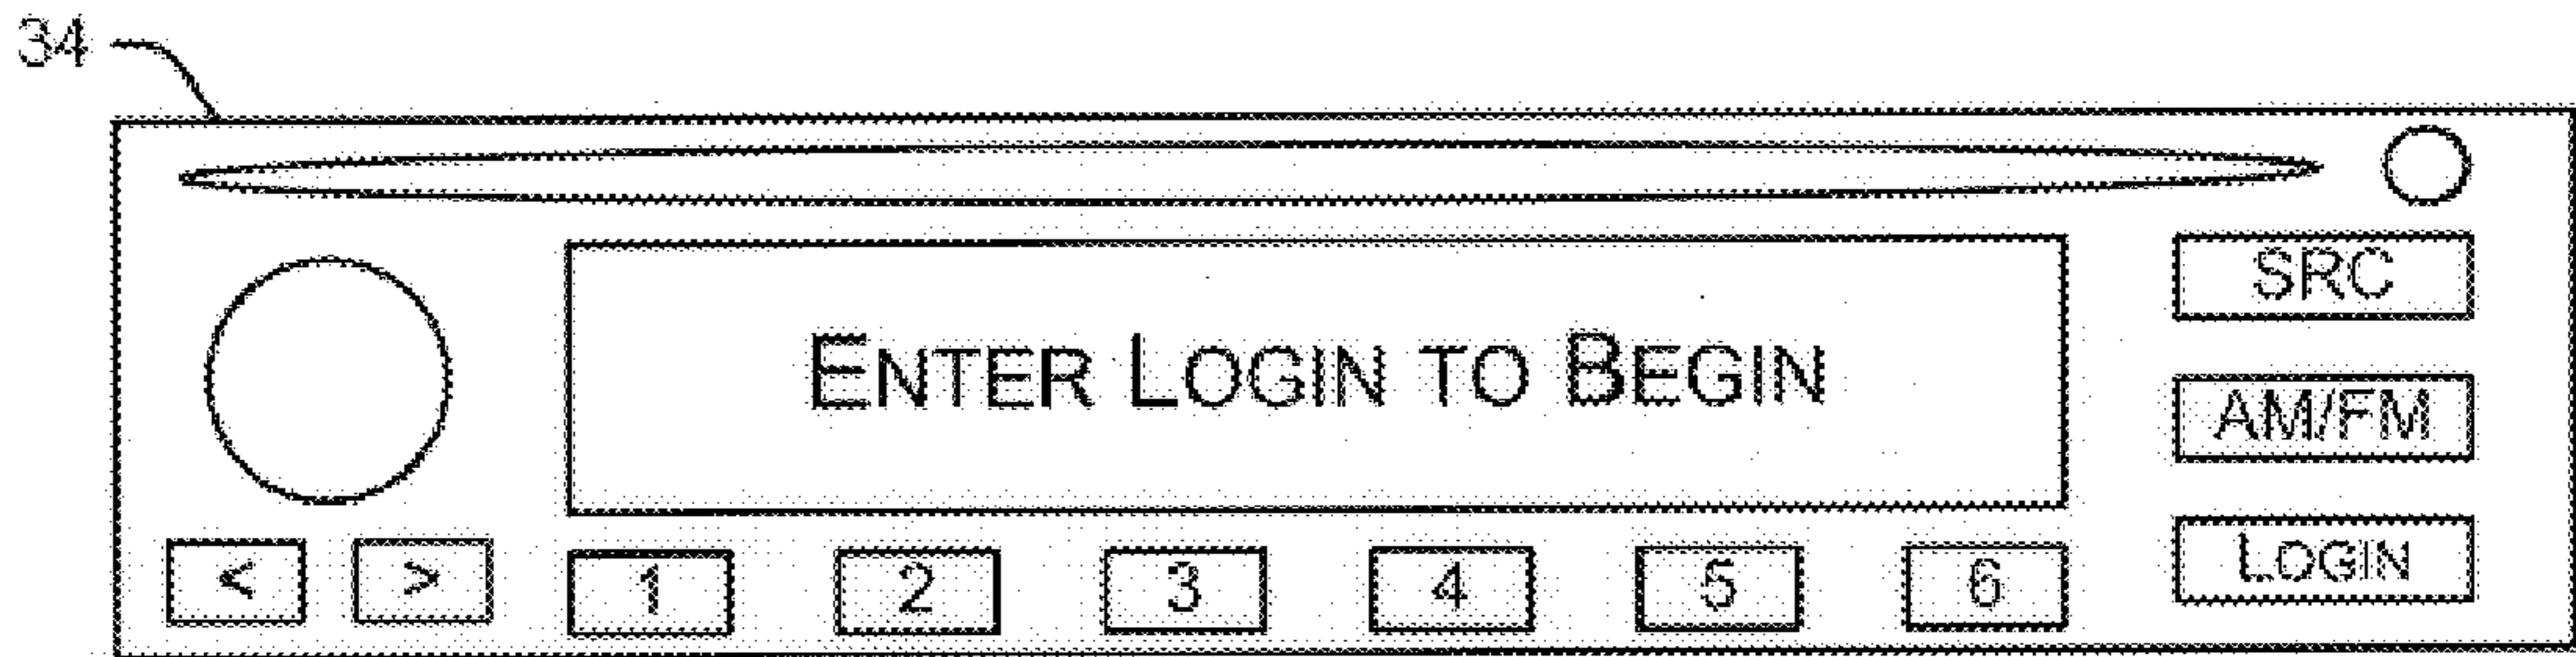 34
SRC
ENTER LOGIN TO BEGIN
AM/FM
LOGIN
< > 1 2 3 4 5 6